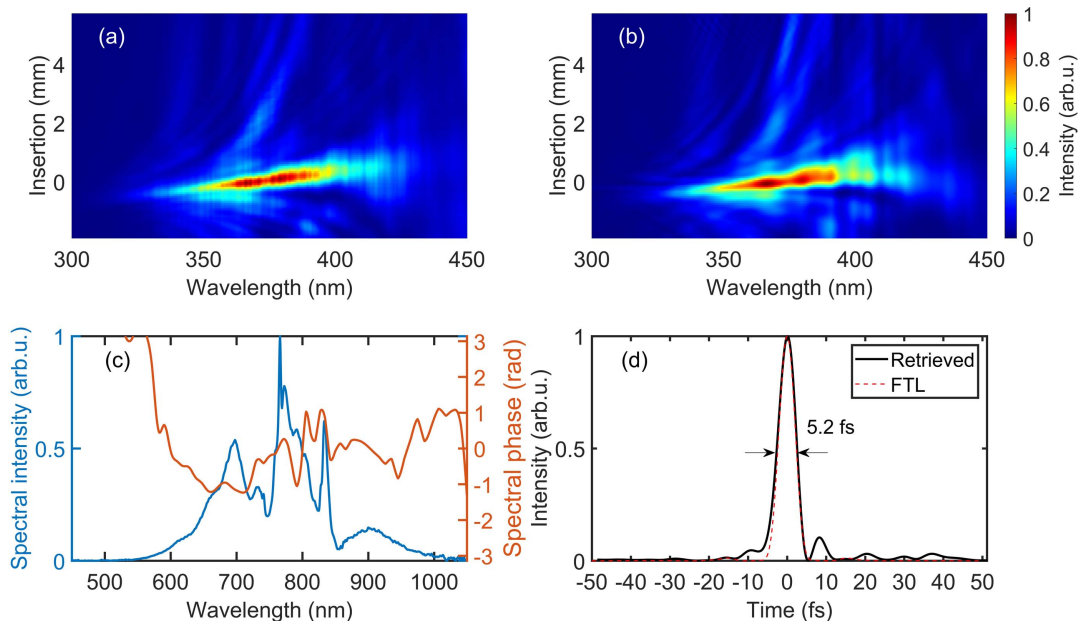 (a)
Insertion (mm)
4
2
0
300
350
400
450
Wavelength (nm)
(b)
Insertion (mm)
4
2
0
300
350
400
450
Wavelength (nm)
1
0.8
0.6
0.4
0.2
0
Intensity (arb.u.)
(c)
Spectral intensity (arb.u.)
1
0.5
0
500
600
700
800
900
1000
Wavelength (nm)
3
2
1
0
-1
-2
-3
Spectral phase (rad)
(d)
Intensity (arb.u.)
1
0.5
0
Retrieved
FTL
5.2 fs
-50
-40
-30
-20
-10
0
10
20
30
40
50
Time (fs)